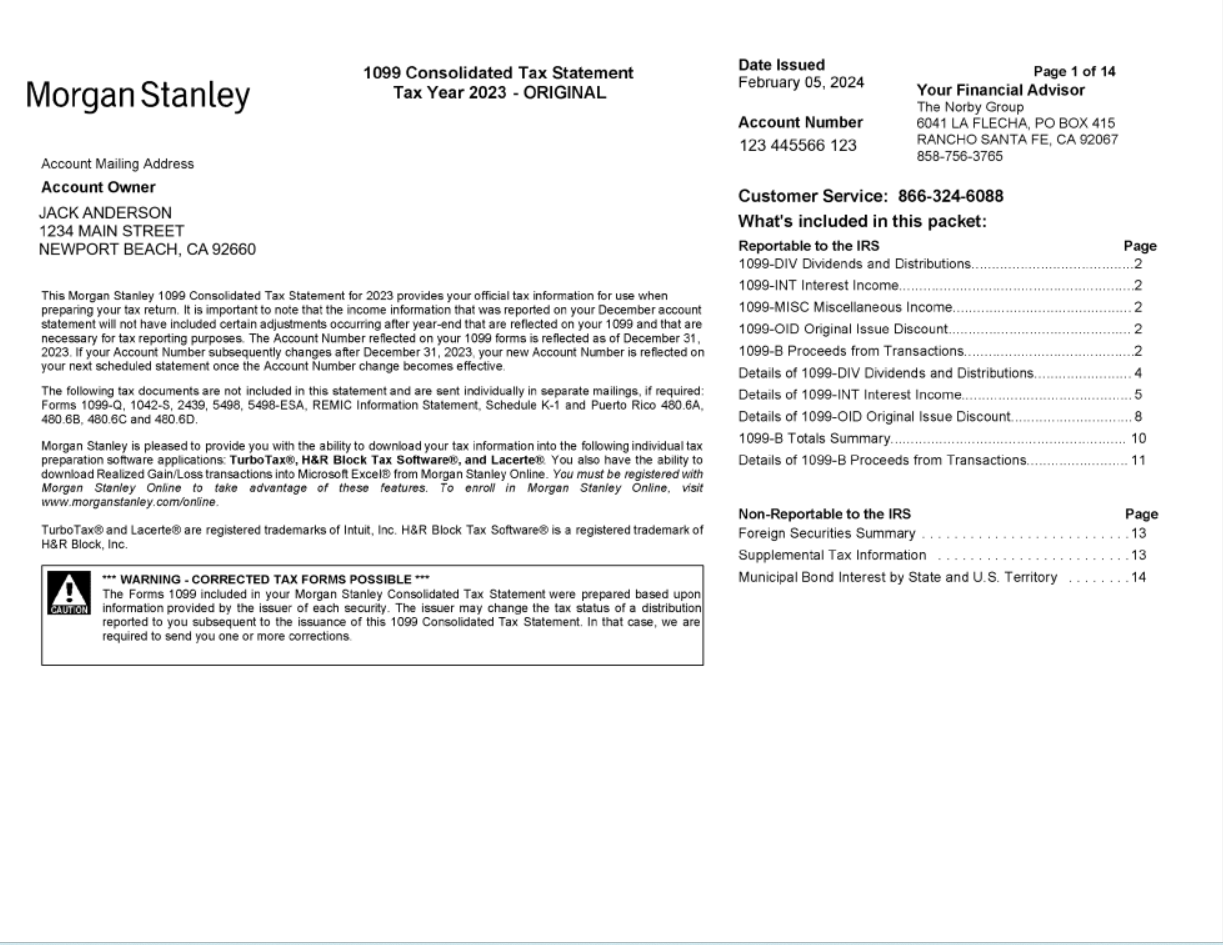 Morgan Stanley
1099 Consolidated Tax Statement
Tax Year 2023 - ORIGINAL
Date Issued
February 05, 2024
Account Number
123 445566 123
Page 1 of 14
Your Financial Advisor
The Norby Group
6041 LA FLECHA, PO BOX 415
RANCHO SANTA FE, CA 92067
858-756-3765
Account Mailing Address
Account Owner
JACK ANDERSON
1234 MAIN STREET
NEWPORT BEACH, CA 92660
This Morgan Stanley 1099 Consolidated Tax Statement for 2023 provides your official tax information for use when
preparing your tax return. It is important to note that the income information that was reported on your December account
statement will not have included certain adjustments occurring after year-end that are reflected on your 1099 and that are
necessary for tax reporting purposes. The Account Number reflected on your 1099 forms is reflected as of December 31,
2023. If your Account Number subsequently changes after December 31, 2023, your new Account Number is reflected on
your next scheduled statement once the Account Number change becomes effective.
The following tax documents are not included in this statement and are sent individually in separate mailings, if required:
Forms 1099-Q, 1042-S, 2439, 5498, 5498-ESA, REMIC Information Statement, Schedule K-1 and Puerto Rico 480.6A,
480.6B, 480.6C and 480.6D.
Morgan Stanley is pleased to provide you with the ability to download your tax information into the following individual tax
preparation software applications: TurboTax®, H&R Block Tax Software®, and Lacerte®. You also have the ability to
download Realized Gain/Loss transactions into Microsoft Excel® from Morgan Stanley Online. You must be registered with
Morgan Stanley Online to take advantage of these features. To enroll in Morgan Stanley Online, visit
www.morganstanley.com/online.
TurboTax® and Lacerte® are registered trademarks of Intuit, Inc. H&R Block Tax Software® is a registered trademark of
H&R Block, Inc.
CAUTION
*** WARNING - CORRECTED TAX FORMS POSSIBLE ***
The Forms 1099 included in your Morgan Stanley Consolidated Tax Statement were prepared based upon
information provided by the issuer of each security. The issuer may change the tax status of a distribution
reported to you subsequent to the issuance of this 1099 Consolidated Tax Statement. In that case, we are
required to send you one or more corrections.
Customer Service: 866-324-6088
What's included in this packet:
Reportable to the IRS Page
1099-DIV Dividends and Distributions.......................................2
1099-INT Interest Income.........................................................2
1099-MISC Miscellaneous Income............................................2
1099-OID Original Issue Discount.............................................2
1099-B Proceeds from Transactions.........................................2
Details of 1099-DIV Dividends and Distributions........................4
Details of 1099-INT Interest Income..........................................5
Details of 1099-OID Original Issue Discount.............................8
1099-B Totals Summary......................................................... 10
Details of 1099-B Proceeds from Transactions......................... 11
Non-Reportable to the IRS Page
Foreign Securities Summary . . . . . . . . . . . . . . . . . . . . . . . . . . 13
Supplemental Tax Information . . . . . . . . . . . . . . . . . . . . . . . . 13
Municipal Bond Interest by State and U.S. Territory . . . . . . . . 14